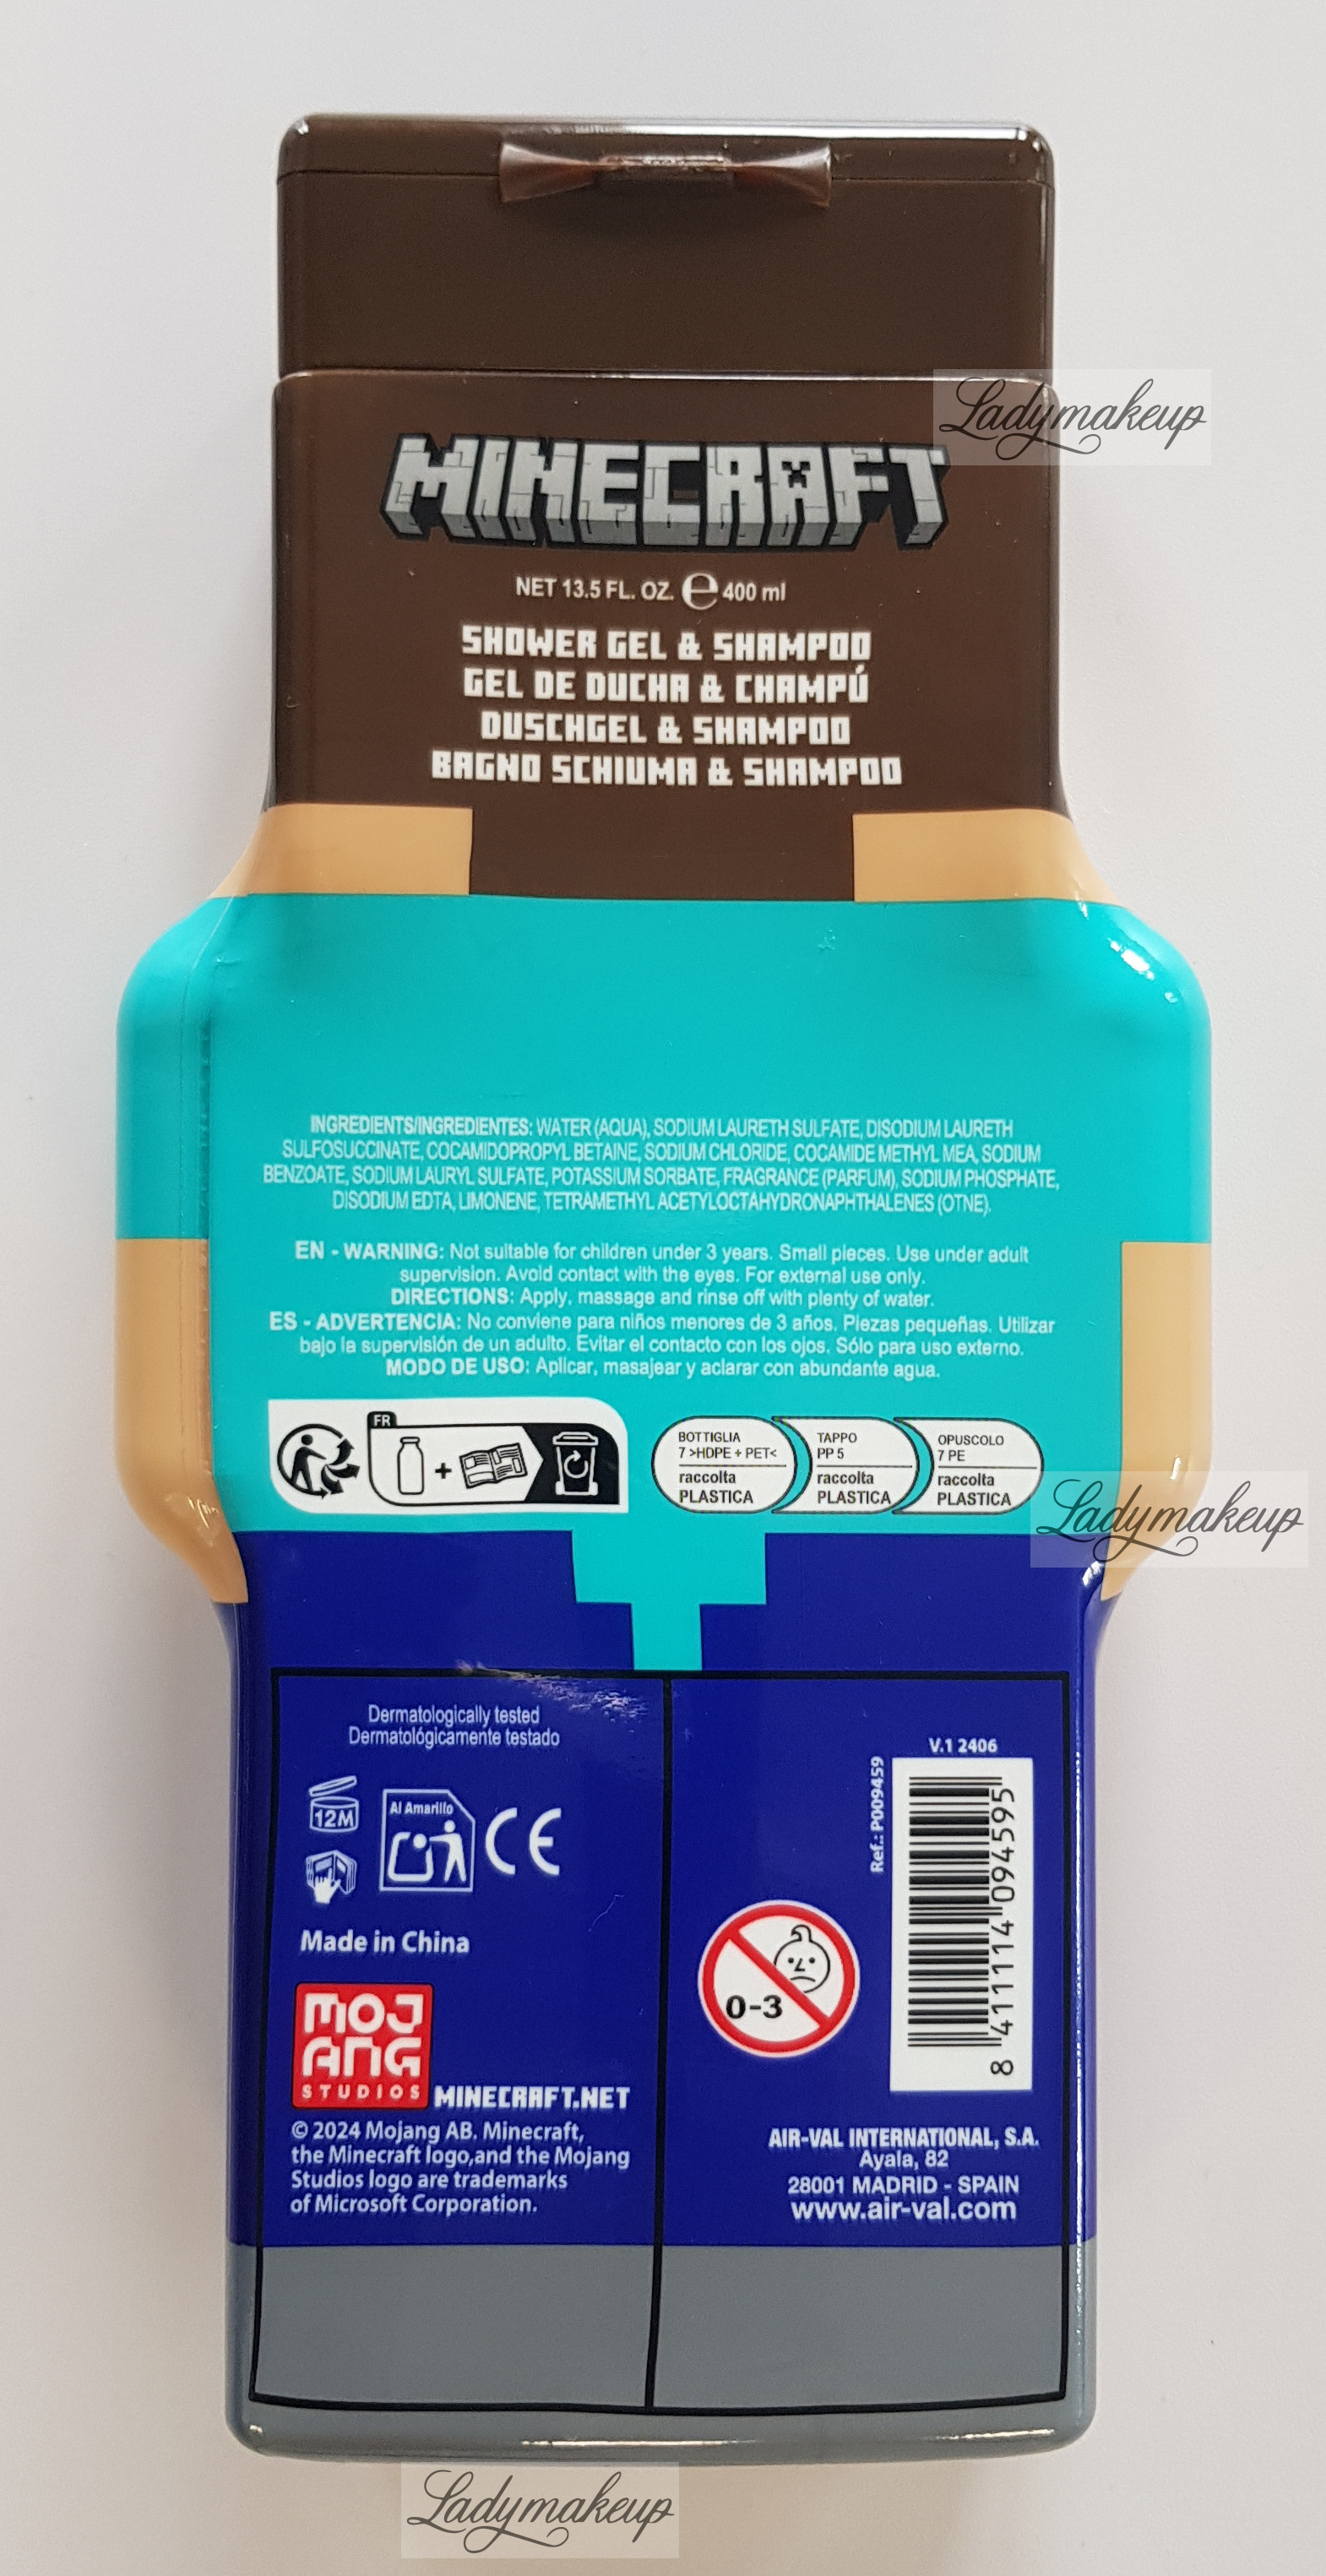 Ladymakeup
MINECRAFT
NET 13.5 FL. OZ. ℮ 400 ml
SHOWER GEL & SHAMPOO
GEL DE DUCHA & CHAMPÚ
DUSCHGEL & SHAMPOO
BAGNO SCHIUMA & SHAMPOO
INGREDIENTS/INGREDIENTES: WATER (AQUA), SODIUM LAURETH SULFATE, DISODIUM LAURETH
SULFOSUCCINATE, COCAMIDOPROPYL BETAINE, SODIUM CHLORIDE, COCAMIDE METHYL MEA, SODIUM
BENZOATE, SODIUM LAURYL SULFATE, POTASSIUM SORBATE, FRAGRANCE (PARFUM), SODIUM PHOSPHATE,
DISODIUM EDTA, LIMONENE, TETRAMETHYL ACETYLOCTAHYDRONAPHTHALENES (OTNE).
EN - WARNING: Not suitable for children under 3 years. Small pieces. Use under adult
supervision. Avoid contact with the eyes. For external use only.
DIRECTIONS: Apply, massage and rinse off with plenty of water.
ES - ADVERTENCIA: No conviene para niños menores de 3 años. Piezas pequeñas. Utilizar
bajo la supervisión de un adulto. Evitar el contacto con los ojos. Sólo para uso externo.
MODO DE USO: Aplicar, masajear y aclarar con abundante agua.
FR
+
BOTTIGLIA
7 >HDPE + PET<
raccolta
PLASTICA
TAPPO
PP 5
raccolta
PLASTICA
OPUSCOLO
7 PE
raccolta
PLASTICA
Ladymakeup
Dermatologically tested
Dermatológicamente testado
12M
Al Amarillo
CE
Made in China
MOJ
ANG
STUDIOS
MINECRAFT.NET
© 2024 Mojang AB. Minecraft,
the Minecraft logo,and the Mojang
Studios logo are trademarks
of Microsoft Corporation.
V.1 2406
Ref.: P009459
8 411114 094595
0-3
AIR-VAL INTERNATIONAL, S.A.
Ayala, 82
28001 MADRID - SPAIN
www.air-val.com
Ladymakeup